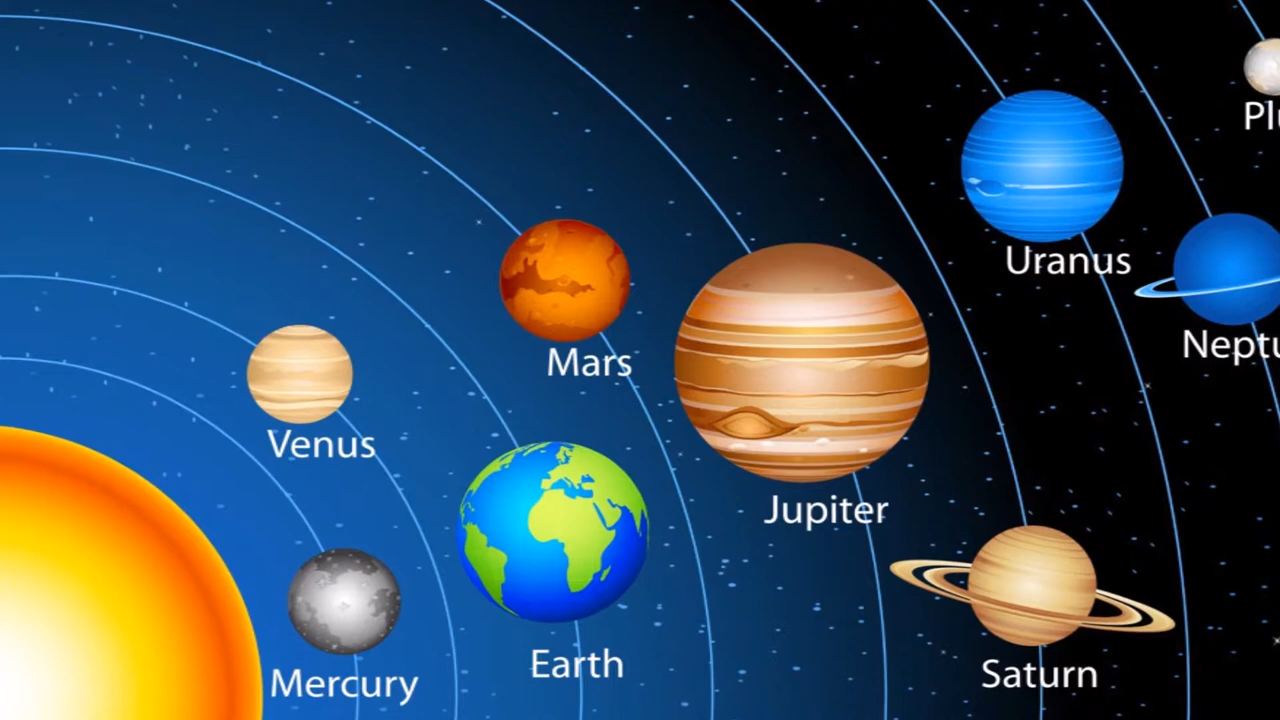 Plu
Uranus
Neptu
Mars
Venus
Jupiter
Earth
Saturn
Mercury